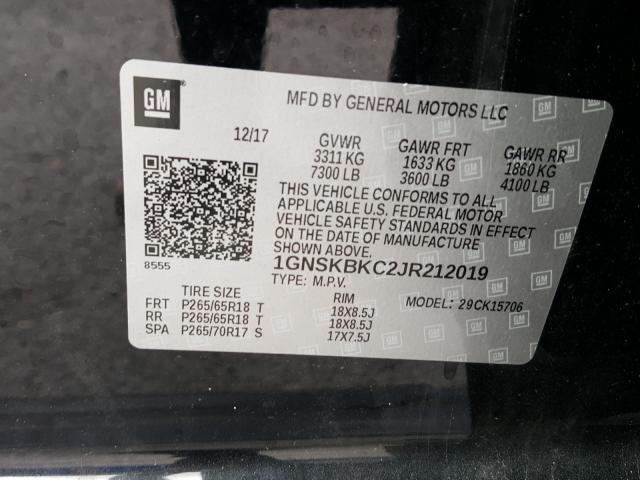 GM
MFD BY GENERAL MOTORS LLC
12/17
GVWR GAWR FRT GAWR RR
3311 KG 1633 KG 1860 KG
7300 LB 3600 LB 4100 LB
THIS VEHICLE CONFORMS TO ALL
APPLICABLE U.S. FEDERAL MOTOR
VEHICLE SAFETY STANDARDS IN EFFECT
ON THE DATE OF MANUFACTURE
SHOWN ABOVE.
8555
1GNSKBKC2JR212019
TYPE: M.P.V.
TIRE SIZE RIM MODEL: 29CK15706
FRT P265/65R18 T 18X8.5J
RR P265/65R18 T 18X8.5J
SPA P265/70R17 S 17X7.5J